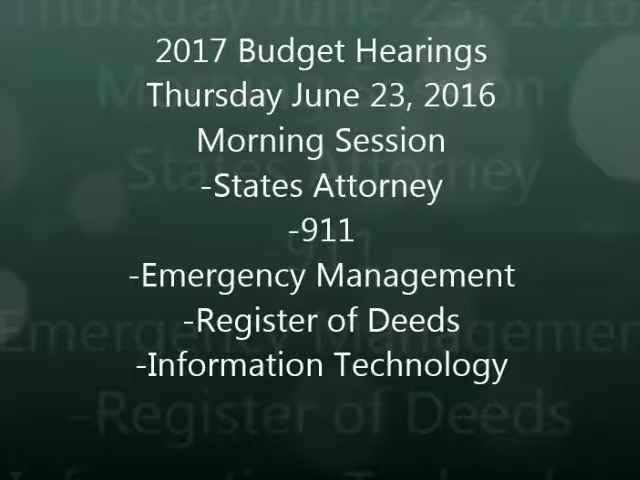 2017 Budget Hearings
Thursday June 23, 2016
Morning Session
-States Attorney
-911
-Emergency Management
-Register of Deeds
-Information Technology